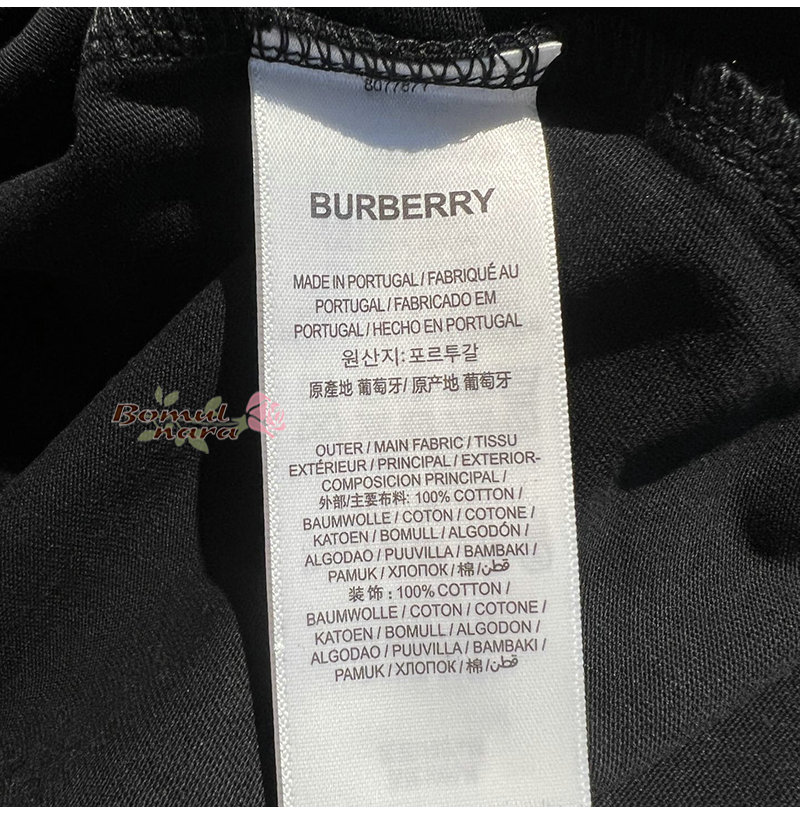 8077877
BURBERRY
MADE IN PORTUGAL / FABRIQUÉ AU
PORTUGAL / FABRICADO EM
PORTUGAL / HECHO EN PORTUGAL
원산지: 포르투갈
原產地 葡萄牙/ 原产地 葡萄牙
Bomul
nara
OUTER / MAIN FABRIC / TISSU
EXTÉRIEUR / PRINCIPAL / EXTERIOR-
COMPOSICION PRINCIPAL /
外部/主要布料: 100% COTTON /
BAUMWOLLE / COTON / COTONE /
KATOEN / BOMULL / ALGODÓN /
ALGODAO / PUUVILLA / BAMBAKI /
PAMUK / ХЛОПОК / 棉 / قطن
装饰 : 100% COTTON /
BAUMWOLLE / COTON / COTONE /
KATOEN / BOMULL / ALGODON /
ALGODAO / PUUVILLA / BAMBAKI /
PAMUK / ХЛОПОК / 棉 / قطن